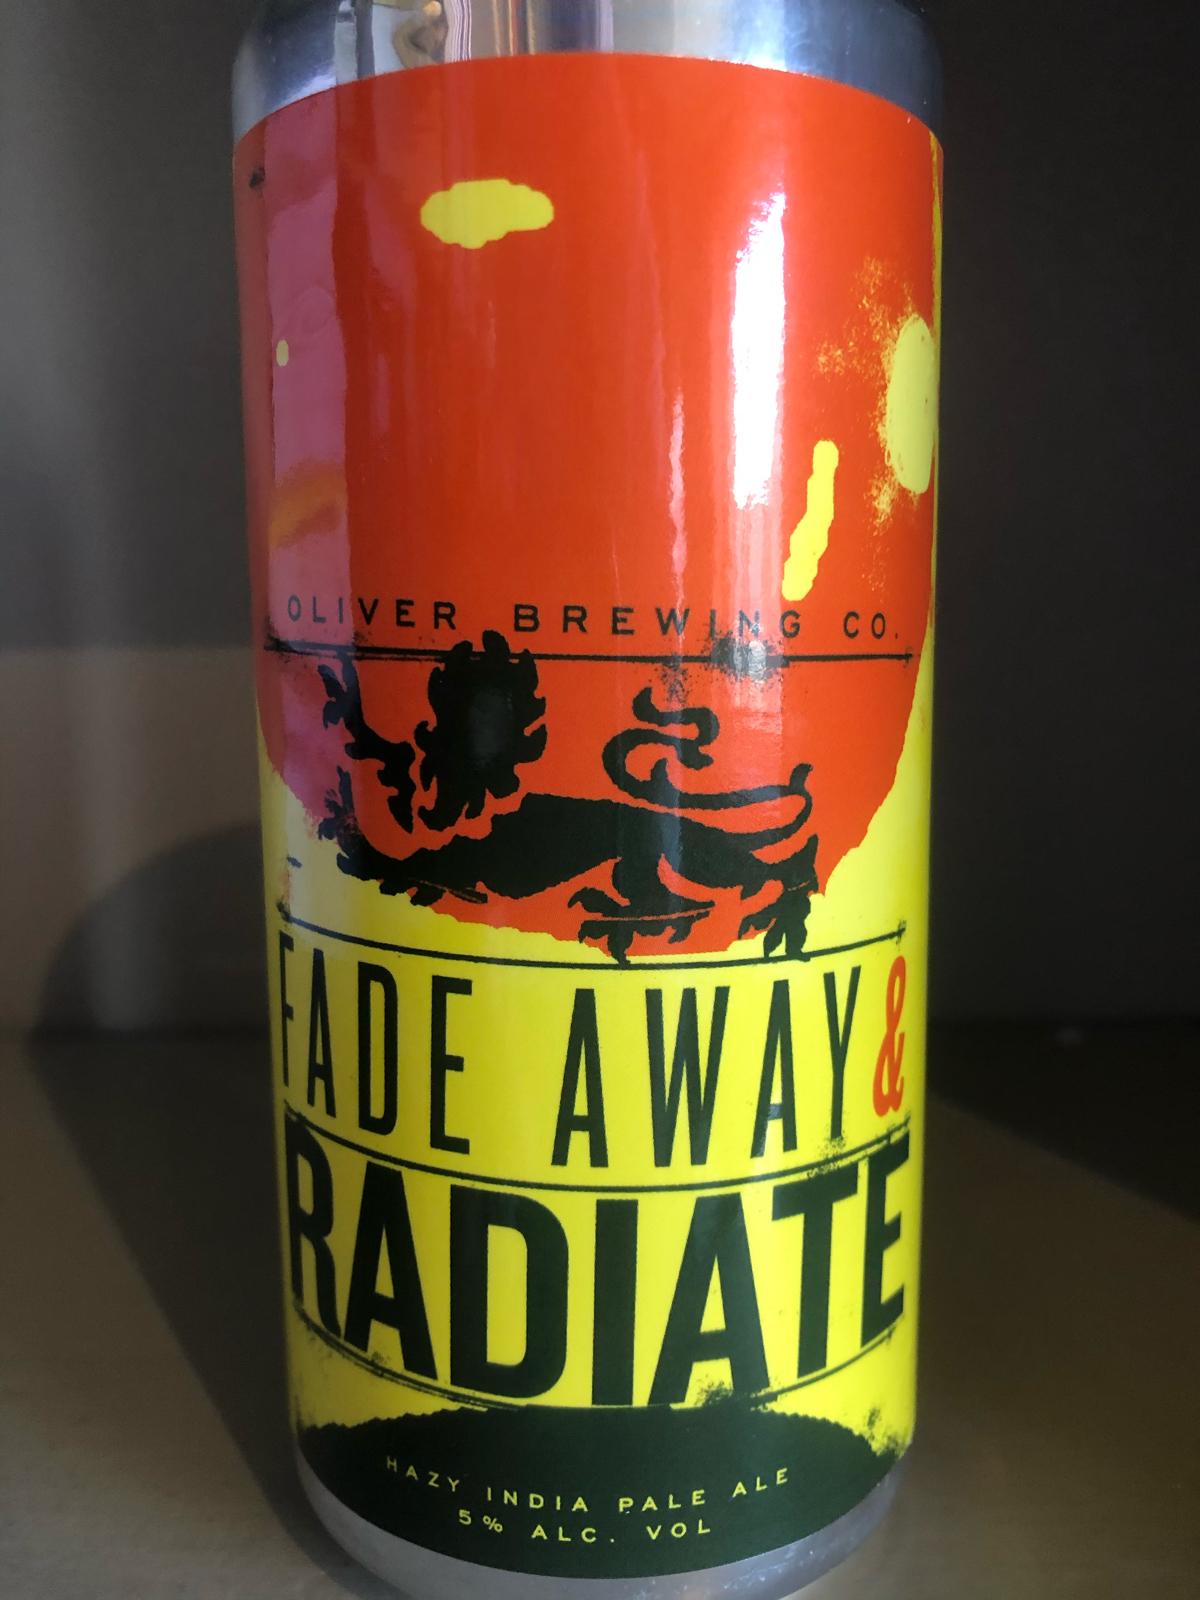 OLIVER BREWING CO.
FADE AWAY &
RADIATE
HAZY INDIA PALE ALE
5% ALC. VOL